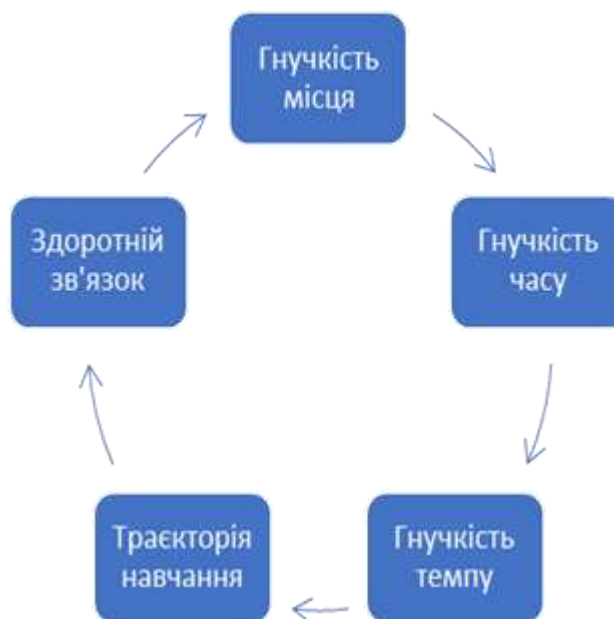 Гнучкість
місця
Гнучкість
часу
Гнучкість
темпу
Траєкторія
навчання
Здоротній
зв'язок